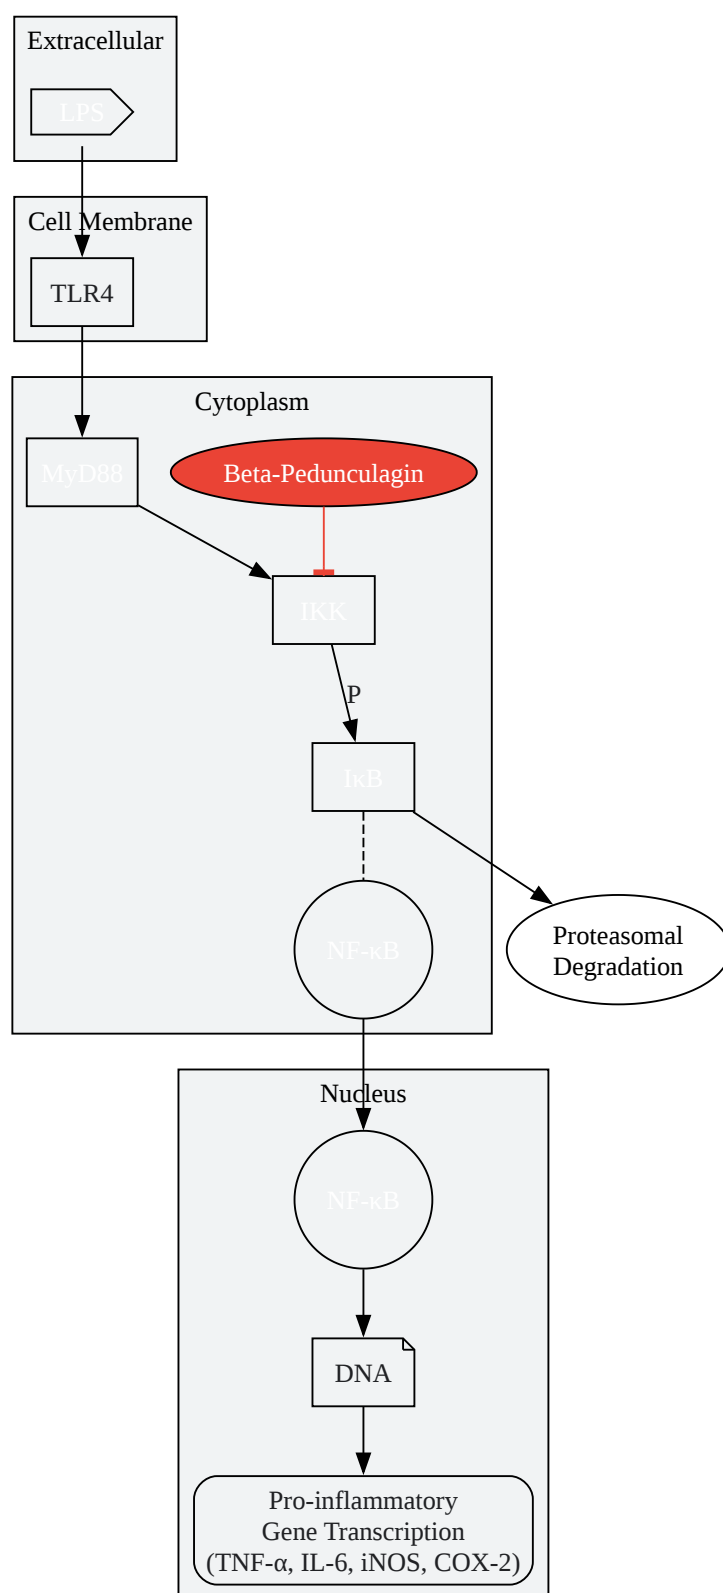 Extracellular
LPS
Cell Membrane
TLR4
Cytoplasm
MyD88
Beta-Pedunculagin
IKK
P
IκB
NF-κB
Proteasomal
Degradation
Nucleus
NF-κB
DNA
Pro-inflammatory
Gene Transcription
(TNF-α, IL-6, iNOS, COX-2)